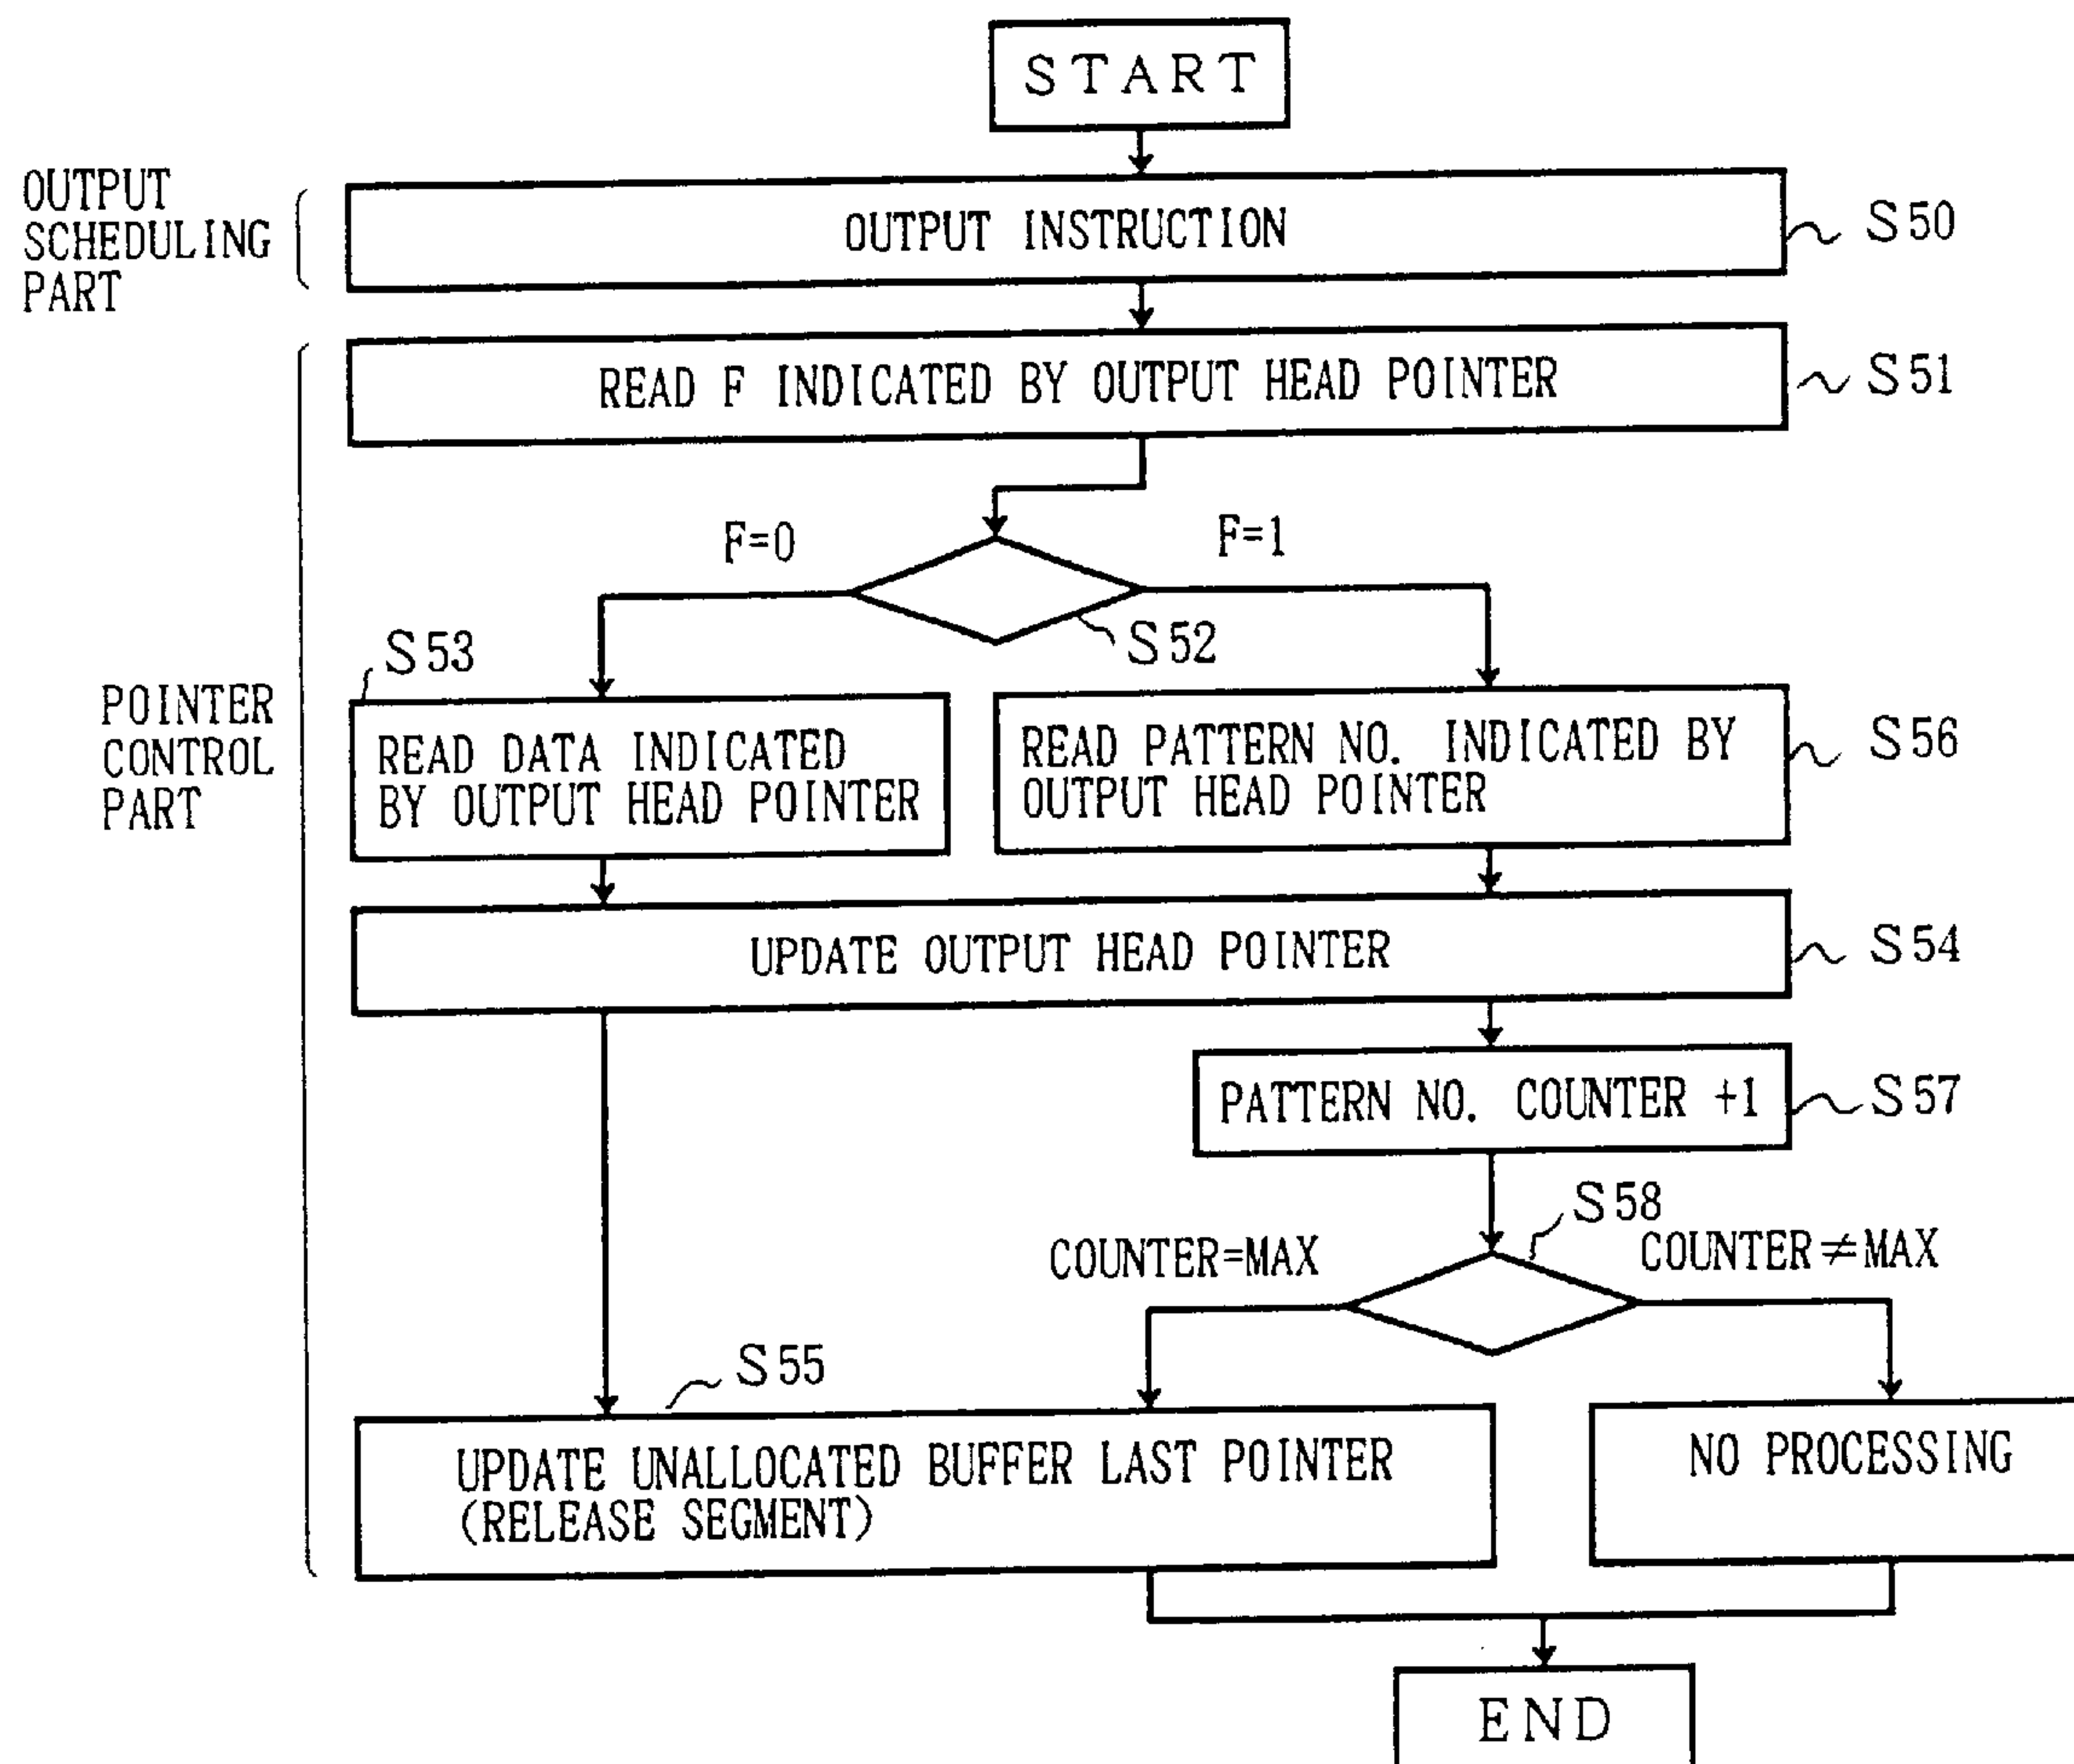 START
OUTPUT
SCHEDULING
PART
OUTPUT INSTRUCTION
S50
READ F INDICATED BY OUTPUT HEAD POINTER
S51
F=0
F=1
S52
S53
POINTER
CONTROL
PART
READ DATA INDICATED
BY OUTPUT HEAD POINTER
READ PATTERN NO. INDICATED BY
OUTPUT HEAD POINTER
S56
UPDATE OUTPUT HEAD POINTER
S54
PATTERN NO. COUNTER +1
S57
S58
COUNTER=MAX
COUNTER≠MAX
S55
UPDATE UNALLOCATED BUFFER LAST POINTER
(RELEASE SEGMENT)
NO PROCESSING
END